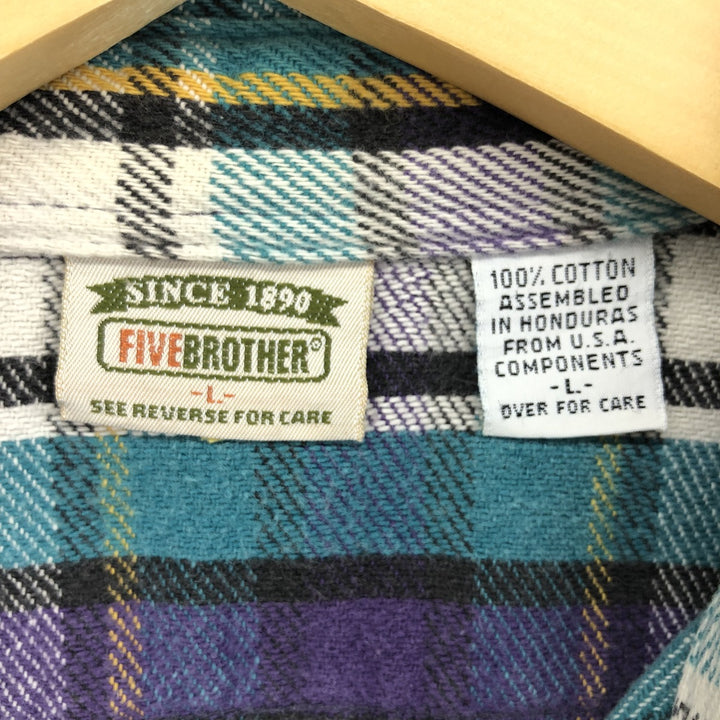 SINCE 1890
FIVEBROTHER®
-L-
SEE REVERSE FOR CARE
100% COTTON
ASSEMBLED
IN HONDURAS
FROM U.S.A.
COMPONENTS
-L-
OVER FOR CARE